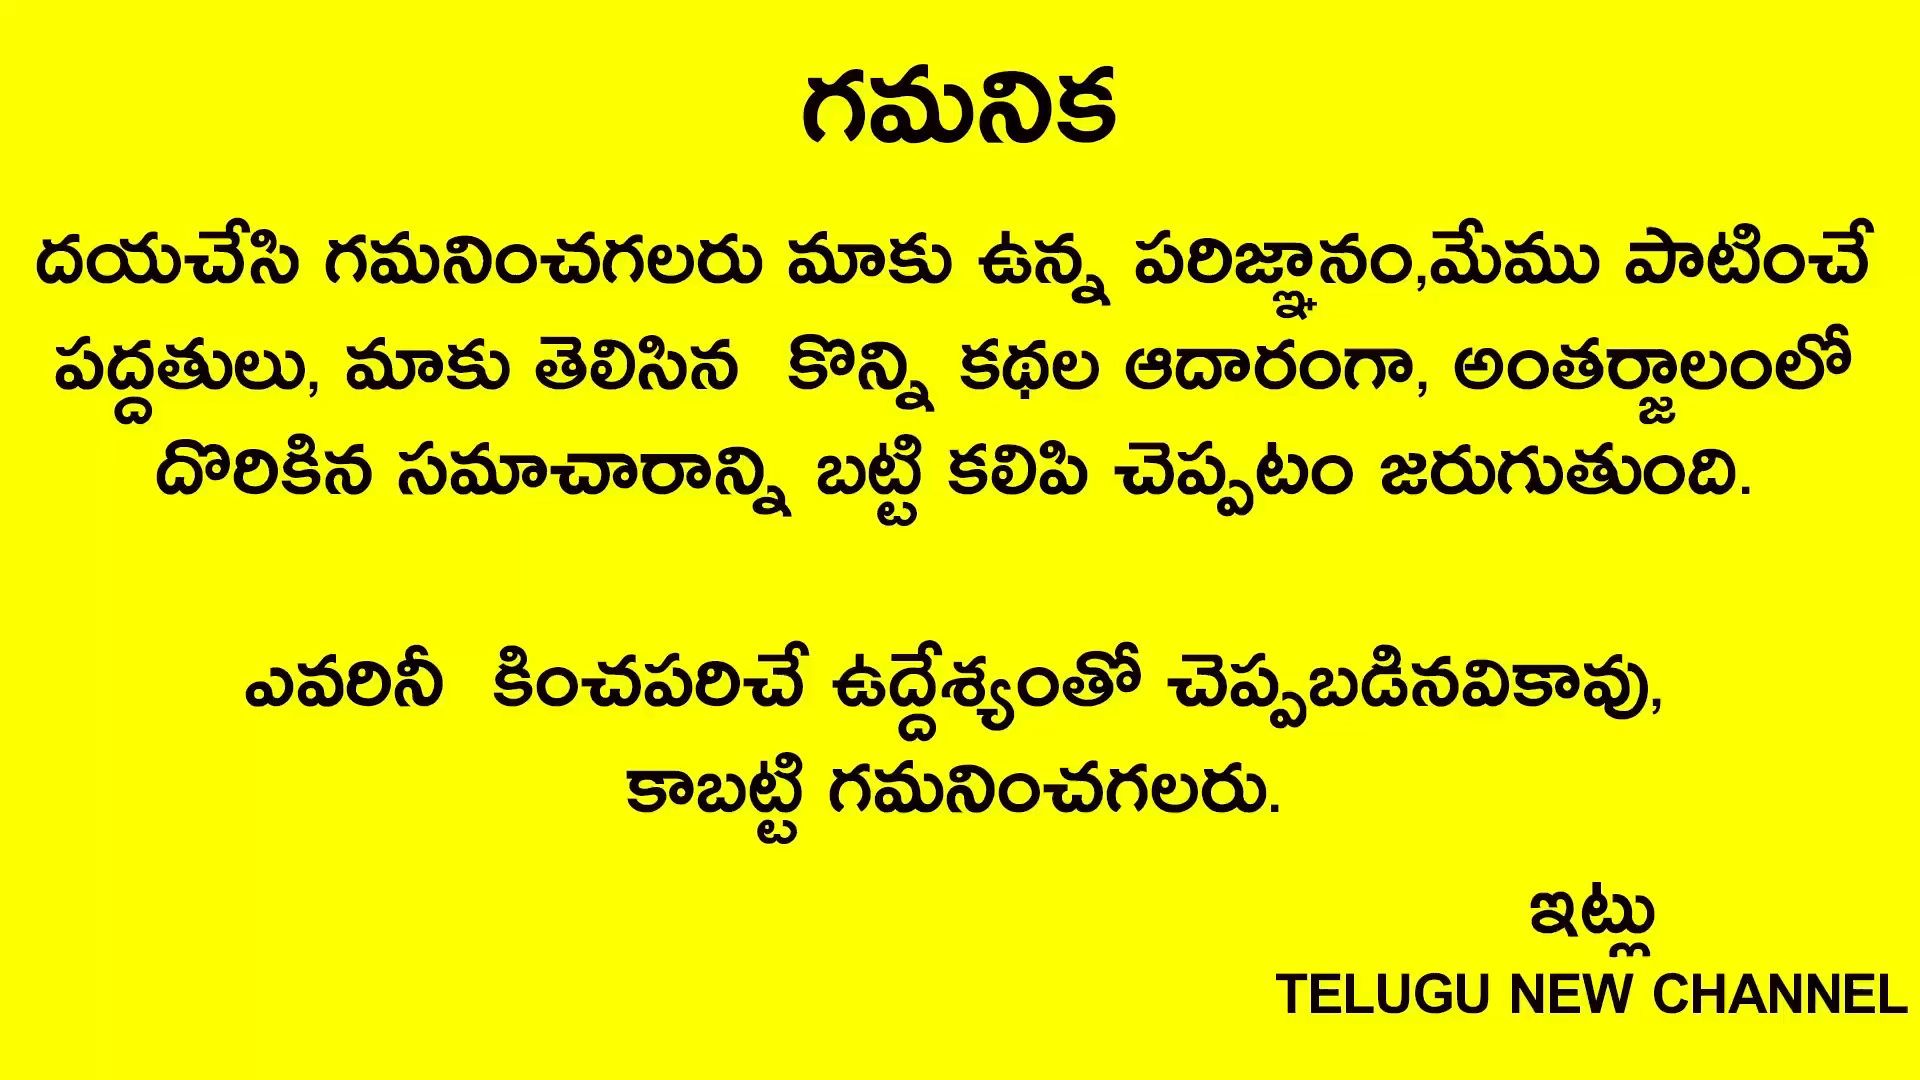 గమనిక
దయచేసి గమనించగలరు మాకు ఉన్న పరిజ్ఞానం,మేము పాటించే
పద్దతులు, మాకు తెలిసిన కొన్ని కథల ఆదారంగా, అంతర్జాలంలో
దొరికిన సమాచారాన్ని బట్టి కలిపి చెప్పటం జరుగుతుంది.
ఎవరినీ కించపరిచే ఉద్దేశ్యంతో చెప్పబడినవికావు,
కాబట్టి గమనించగలరు.
ఇట్లు
TELUGU NEW CHANNEL